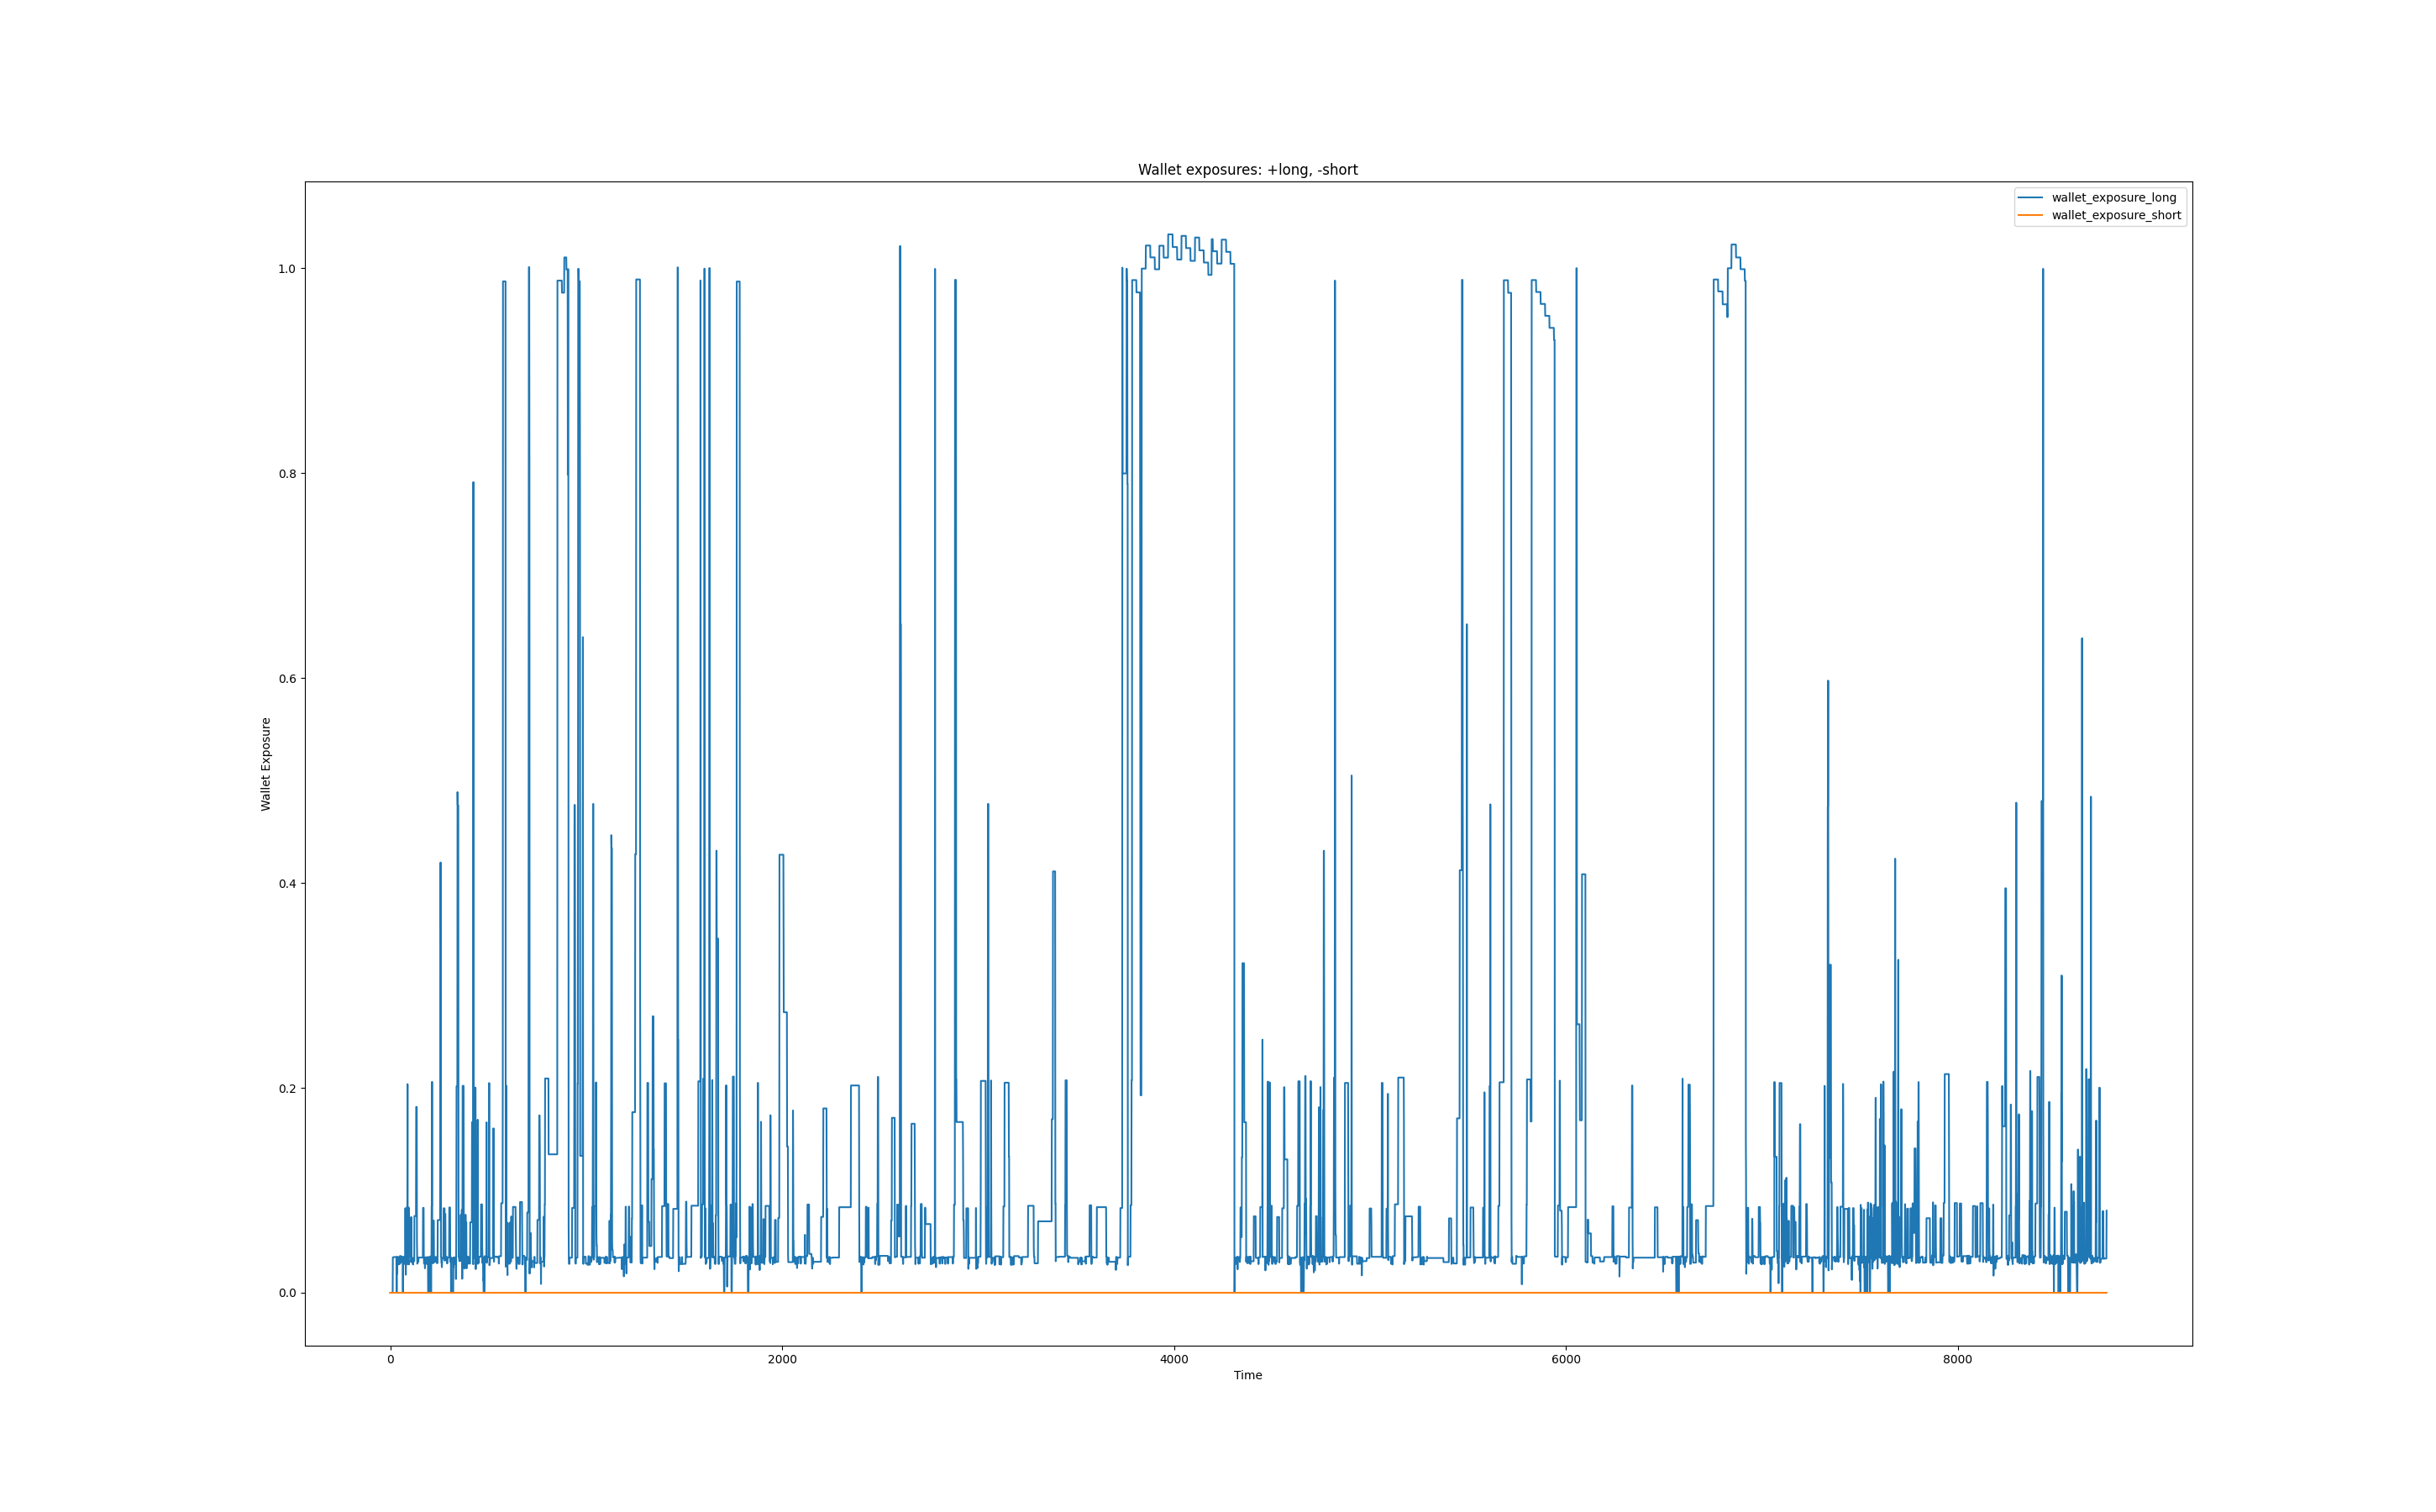 Wallet exposures: +long, -short
wallet_exposure_long
wallet_exposure_short
1.0
0.8
0.6
0.4
0.2
0.0
Wallet Exposure
0 2000 4000 6000 8000
Time